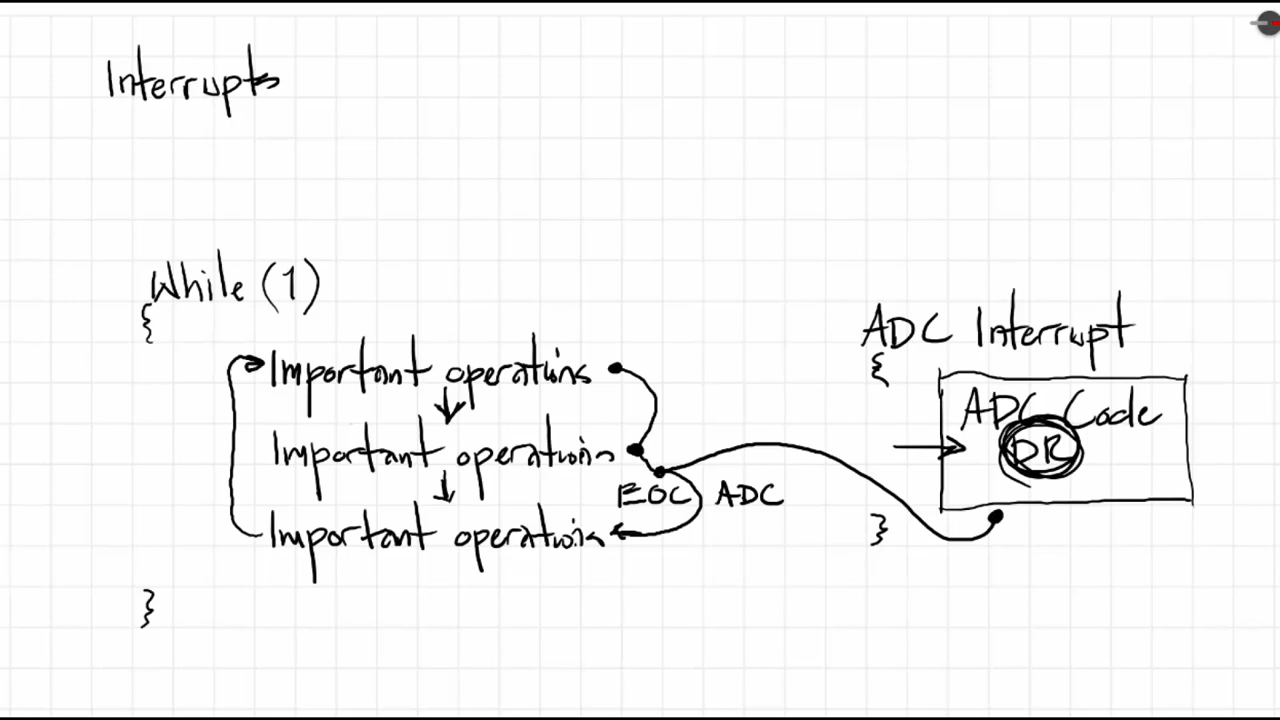 Interrupts
While (1)
{
Important operations
Important operations
EOC ADC
Important operations
}
ADC Interrupt
{
ADC Code
DR
}